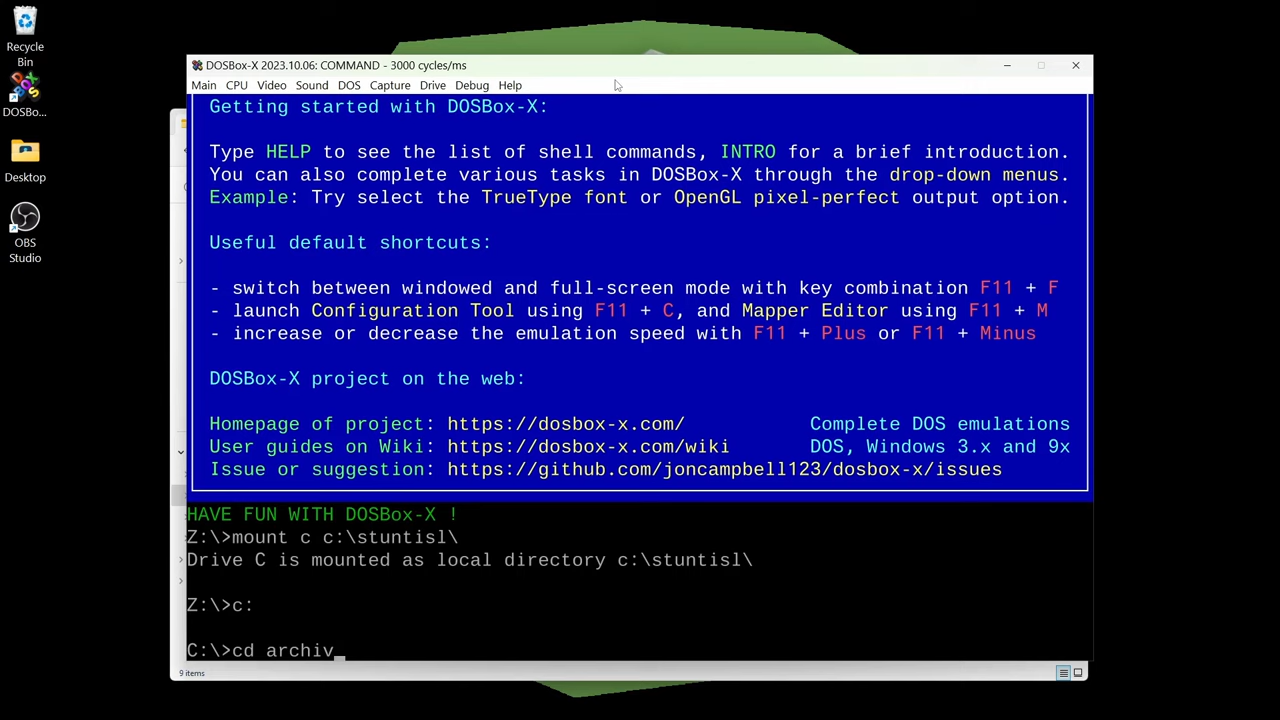 Recycle
Bin
DOSBo...
Desktop
OBS
Studio
DOSBox-X 2023.10.06: COMMAND - 3000 cycles/ms
Main CPU Video Sound DOS Capture Drive Debug Help
Getting started with DOSBox-X:
Type HELP to see the list of shell commands, INTRO for a brief introduction.
You can also complete various tasks in DOSBox-X through the drop-down menus.
Example: Try select the TrueType font or OpenGL pixel-perfect output option.
Useful default shortcuts:
- switch between windowed and full-screen mode with key combination F11 + F
- launch Configuration Tool using F11 + C, and Mapper Editor using F11 + M
- increase or decrease the emulation speed with F11 + Plus or F11 + Minus
DOSBox-X project on the web:
Homepage of project: https://dosbox-x.com/ Complete DOS emulations
User guides on Wiki: https://dosbox-x.com/wiki DOS, Windows 3.x and 9x
Issue or suggestion: https://github.com/joncampbell123/dosbox-x/issues
HAVE FUN WITH DOSBox-X !
Z:\>mount c c:\stuntisl\
Drive C is mounted as local directory c:\stuntisl\
Z:\>c:
C:\>cd archiv_
9 items